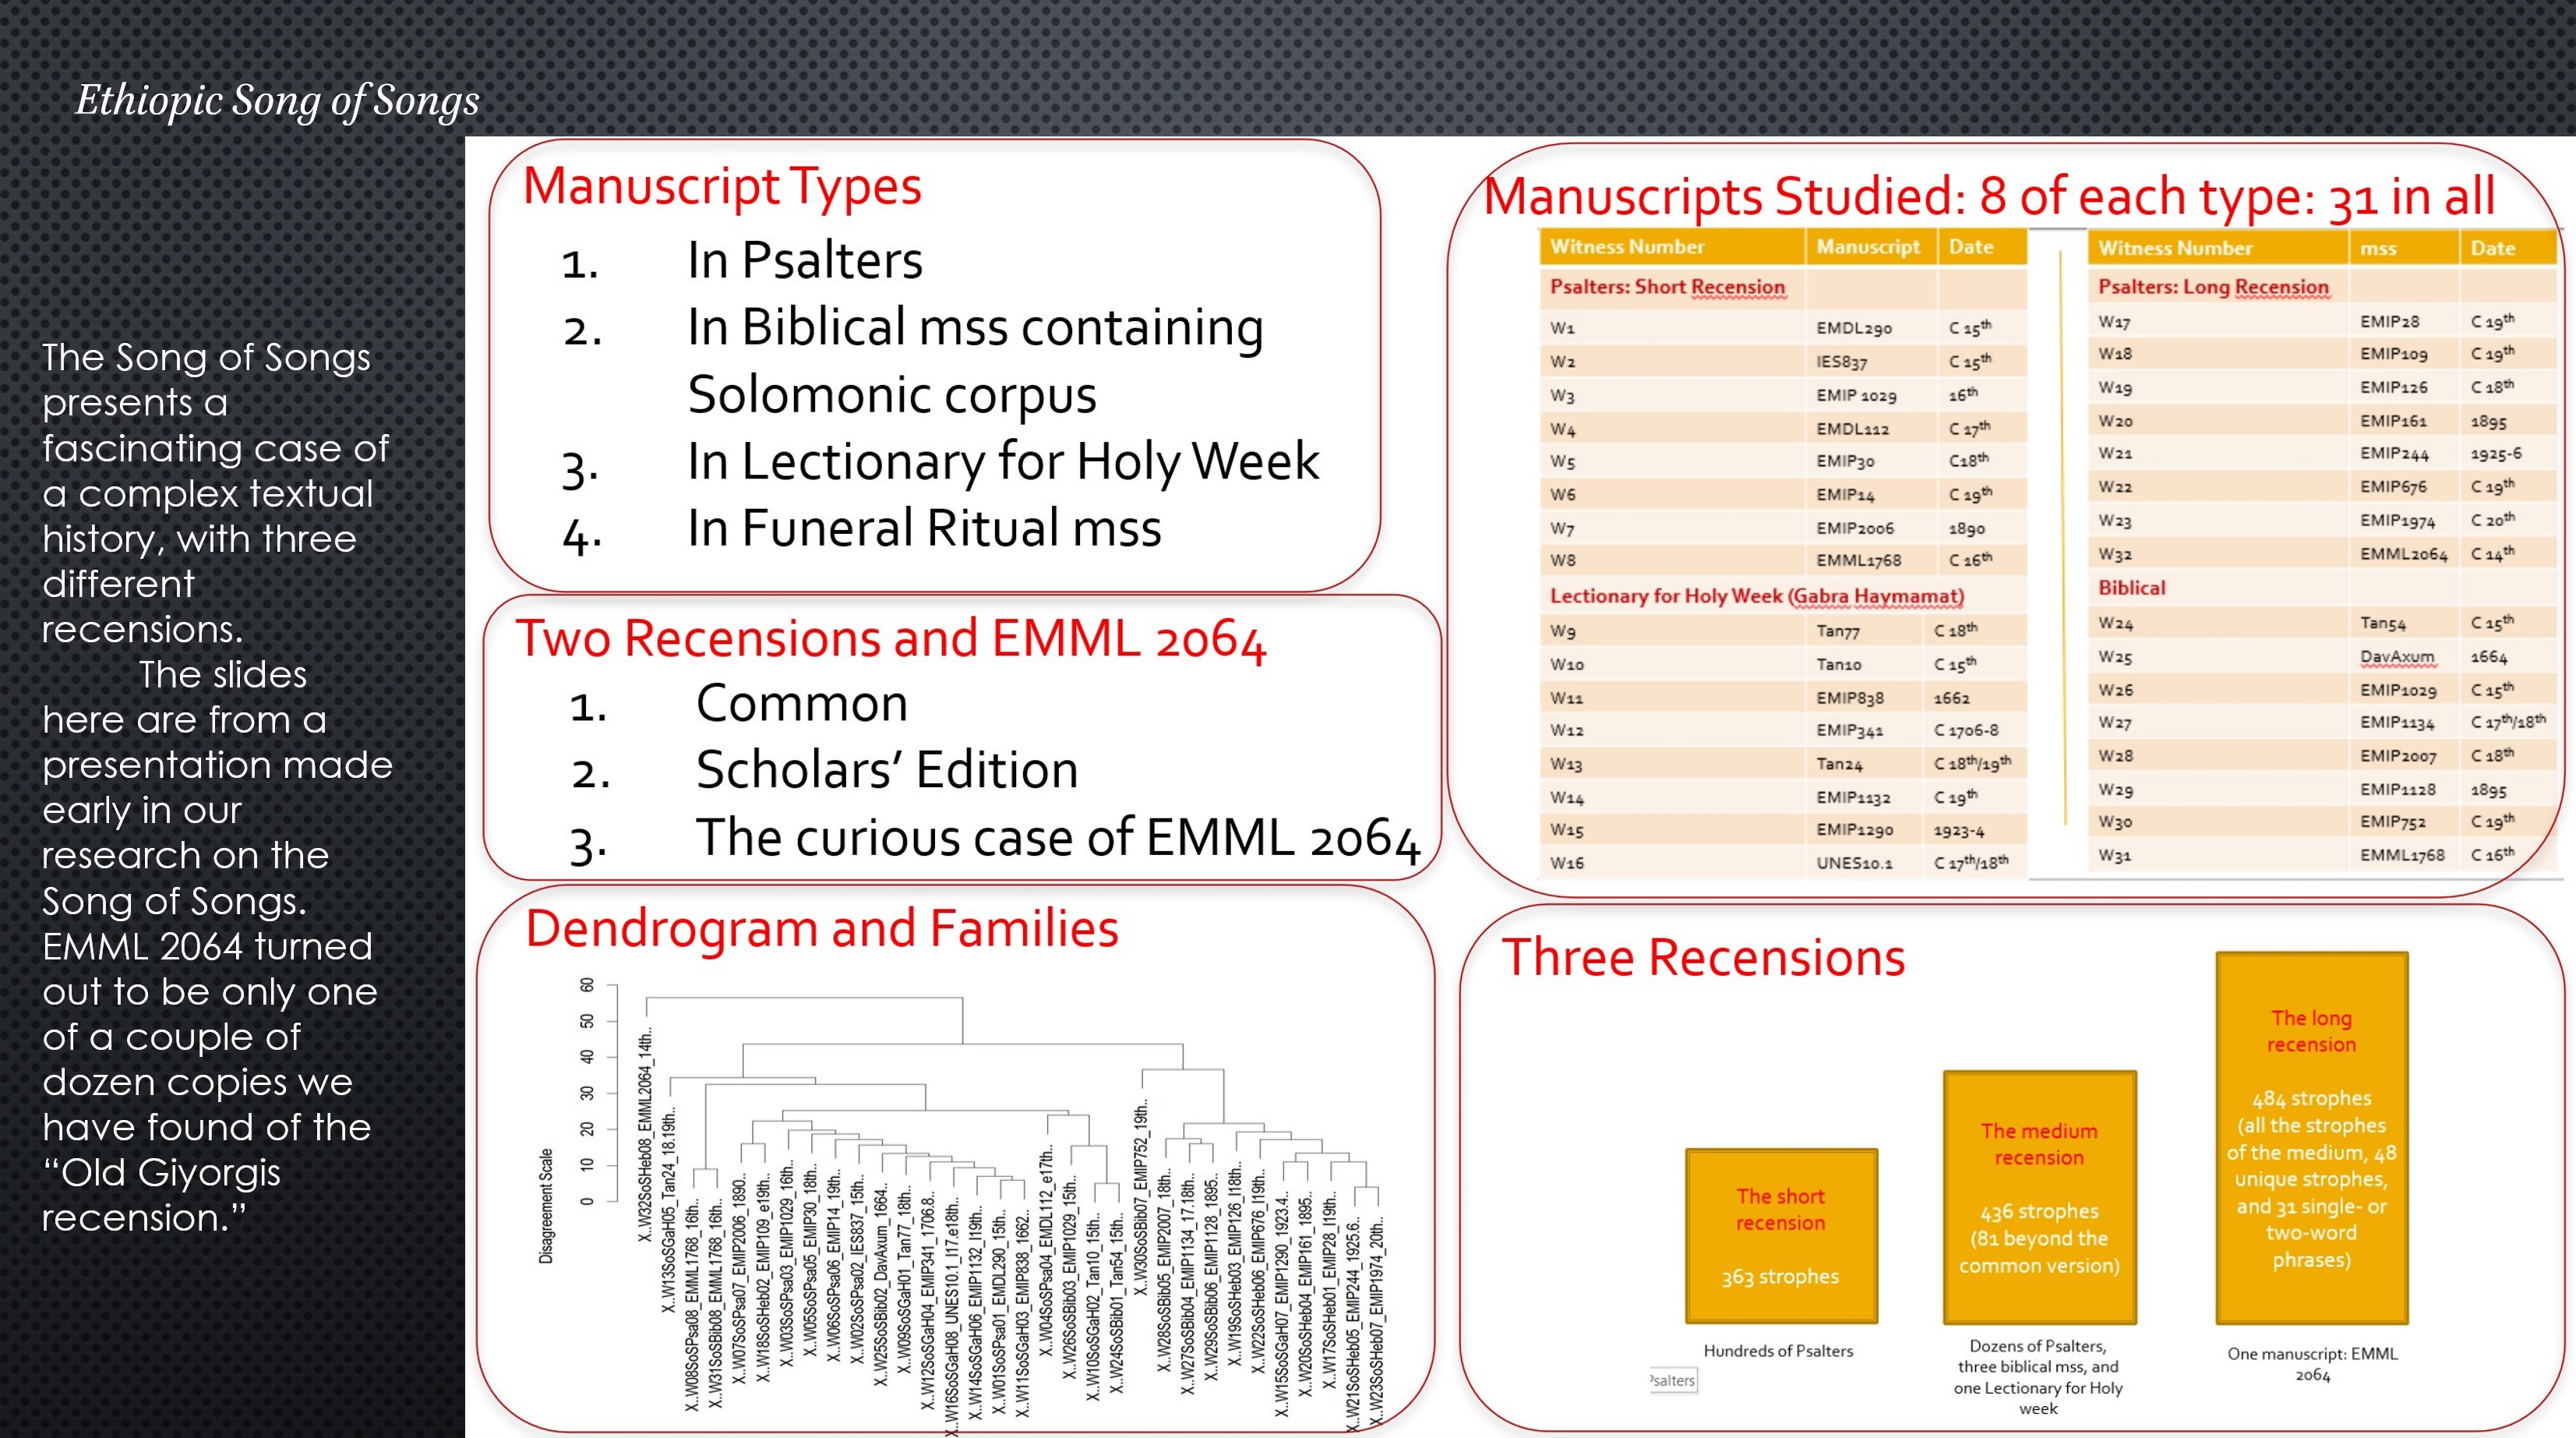 Ethiopic Song of Songs
The Song of Songs
presents a
fascinating case of
a complex textual
history, with three
different
recensions.
The slides
here are from a
presentation made
early in our
research on the
Song of Songs.
EMML 2064 turned
out to be only one
of a couple of
dozen copies we
have found of the
“Old Giyorgis
recension.”
Manuscript Types
1. In Psalters
2. In Biblical mss containing
Solomonic corpus
3. In Lectionary for Holy Week
4. In Funeral Ritual mss
Two Recensions and EMML 2064
1. Common
2. Scholars’ Edition
3. The curious case of EMML 2064
Dendrogram and Families
Disagreement Scale
0 10 20 30 40 50 60
X..W32SoSHeb08_EMML2064_14th..
X..W13SoSGaH05_Tan24_18.19th..
X..W08SoSPsa08_EMML1768_16th..
X..W31SoSBib08_EMML1768_16th..
X..W07SoSPsa07_EMIP2006_1890..
X..W18SoSHeb02_EMIP109_e19th..
X..W03SoSPsa03_EMIP1029_16th..
X..W05SoSPsa05_EMIP30_18th..
X..W06SoSPsa06_EMIP14_19th..
X..W02SoSPsa02_IES837_15th..
X..W25SoSBib02_DavAxum_1664..
X..W09SoSGaH01_Tan77_18th..
X..W12SoSGaH04_EMIP341_1706.8..
X..W16SoSGaH08_UNES10.1_l17.e18th..
X..W14SoSGaH06_EMIP1132_l19th..
X..W01SoSPsa01_EMDL290_15th..
X..W11SoSGaH03_EMIP838_1662..
X..W04SoSPsa04_EMDL112_e17th..
X..W26SoSBib03_EMIP1029_15th..
X..W10SoSGaH02_Tan10_15th..
X..W24SoSBib01_Tan54_15th..
X..W30SoSBib07_EMIP752_19th..
X..W28SoSBib05_EMIP2007_18th..
X..W27SoSBib04_EMIP1134_17.18th..
X..W29SoSBib06_EMIP1128_1895..
X..W19SoSHeb03_EMIP126_l18th..
X..W22SoSHeb06_EMIP676_l19th..
X..W15SoSGaH07_EMIP1290_1923.4..
X..W20SoSHeb04_EMIP161_1895..
X..W17SoSHeb01_EMIP28_l19th..
X..W21SoSHeb05_EMIP244_1925.6..
X..W23SoSHeb07_EMIP1974_20th..
Manuscripts Studied: 8 of each type: 31 in all
Witness Number Manuscript Date
Psalters: Short Recension
W1 EMDL290 C 15th
W2 IES837 C 15th
W3 EMIP 1029 16th
W4 EMDL112 C 17th
W5 EMIP30 C18th
W6 EMIP14 C 19th
W7 EMIP2006 1890
W8 EMML1768 C 16th
Lectionary for Holy Week (Gabra Haymamat)
W9 Tan77 C 18th
W10 Tan10 C 15th
W11 EMIP838 1662
W12 EMIP341 C 1706-8
W13 Tan24 C 18th/19th
W14 EMIP1132 C 19th
W15 EMIP1290 1923-4
W16 UNES10.1 C 17th/18th
Witness Number mss Date
Psalters: Long Recension
W17 EMIP28 C 19th
W18 EMIP109 C 19th
W19 EMIP126 C 18th
W20 EMIP161 1895
W21 EMIP244 1925-6
W22 EMIP676 C 19th
W23 EMIP1974 C 20th
W32 EMML2064 C 14th
Biblical
W24 Tan54 C 15th
W25 DavAxum 1664
W26 EMIP1029 C 15th
W27 EMIP1134 C 17th/18th
W28 EMIP2007 C 18th
W29 EMIP1128 1895
W30 EMIP752 C 19th
W31 EMML1768 C 16th
Three Recensions
The short
recension
363 strophes
Hundreds of Psalters
Psalters
The medium
recension
436 strophes
(81 beyond the
common version)
Dozens of Psalters,
three biblical mss, and
one Lectionary for Holy
week
The long
recension
484 strophes
(all the strophes
of the medium, 48
unique strophes,
and 31 single- or
two-word
phrases)
One manuscript: EMML
2064